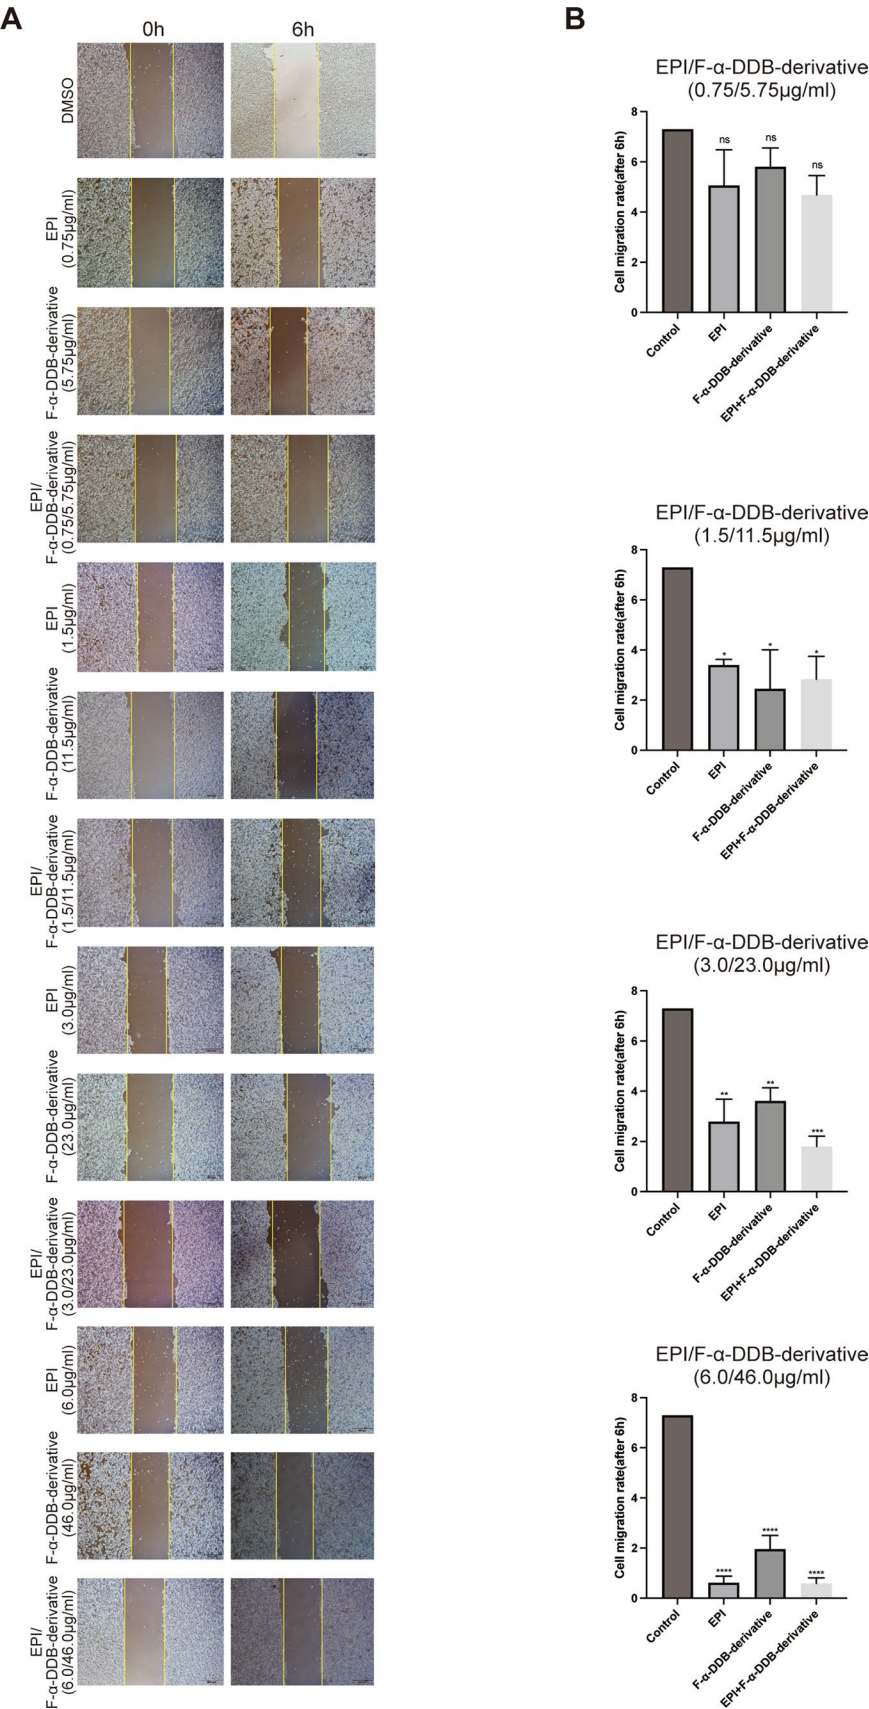 A
0h
6h
DMSO
EPI
(0.75μg/ml)
F-α-DDB-derivative
(5.75μg/ml)
EPI/
F-α-DDB-derivative
(0.75/5.75μg/ml)
EPI
(1.5μg/ml)
F-α-DDB-derivative
(11.5μg/ml)
EPI/
F-α-DDB-derivative
(1.5/11.5μg/ml)
EPI
(3.0μg/ml)
F-α-DDB-derivative
(23.0μg/ml)
EPI/
F-α-DDB-derivative
(3.0/23.0μg/ml)
EPI
(6.0μg/ml)
F-α-DDB-derivative
(46.0μg/ml)
EPI/
F-α-DDB-derivative
(6.0/46.0μg/ml)
B
EPI/F-α-DDB-derivative
(0.75/5.75μg/ml)
Cell migration rate(after 6h)
8
6
4
2
0
ns
ns
ns
Control
EPI
F-α-DDB-derivative
EPI+F-α-DDB-derivative
EPI/F-α-DDB-derivative
(1.5/11.5μg/ml)
Cell migration rate(after 6h)
8
6
4
2
0
*
*
*
Control
EPI
F-α-DDB-derivative
EPI+F-α-DDB-derivative
EPI/F-α-DDB-derivative
(3.0/23.0μg/ml)
Cell migration rate(after 6h)
8
6
4
2
0
**
**
***
Control
EPI
F-α-DDB-derivative
EPI+F-α-DDB-derivative
EPI/F-α-DDB-derivative
(6.0/46.0μg/ml)
Cell migration rate(after 6h)
8
6
4
2
0
****
****
****
Control
EPI
F-α-DDB-derivative
EPI+F-α-DDB-derivative